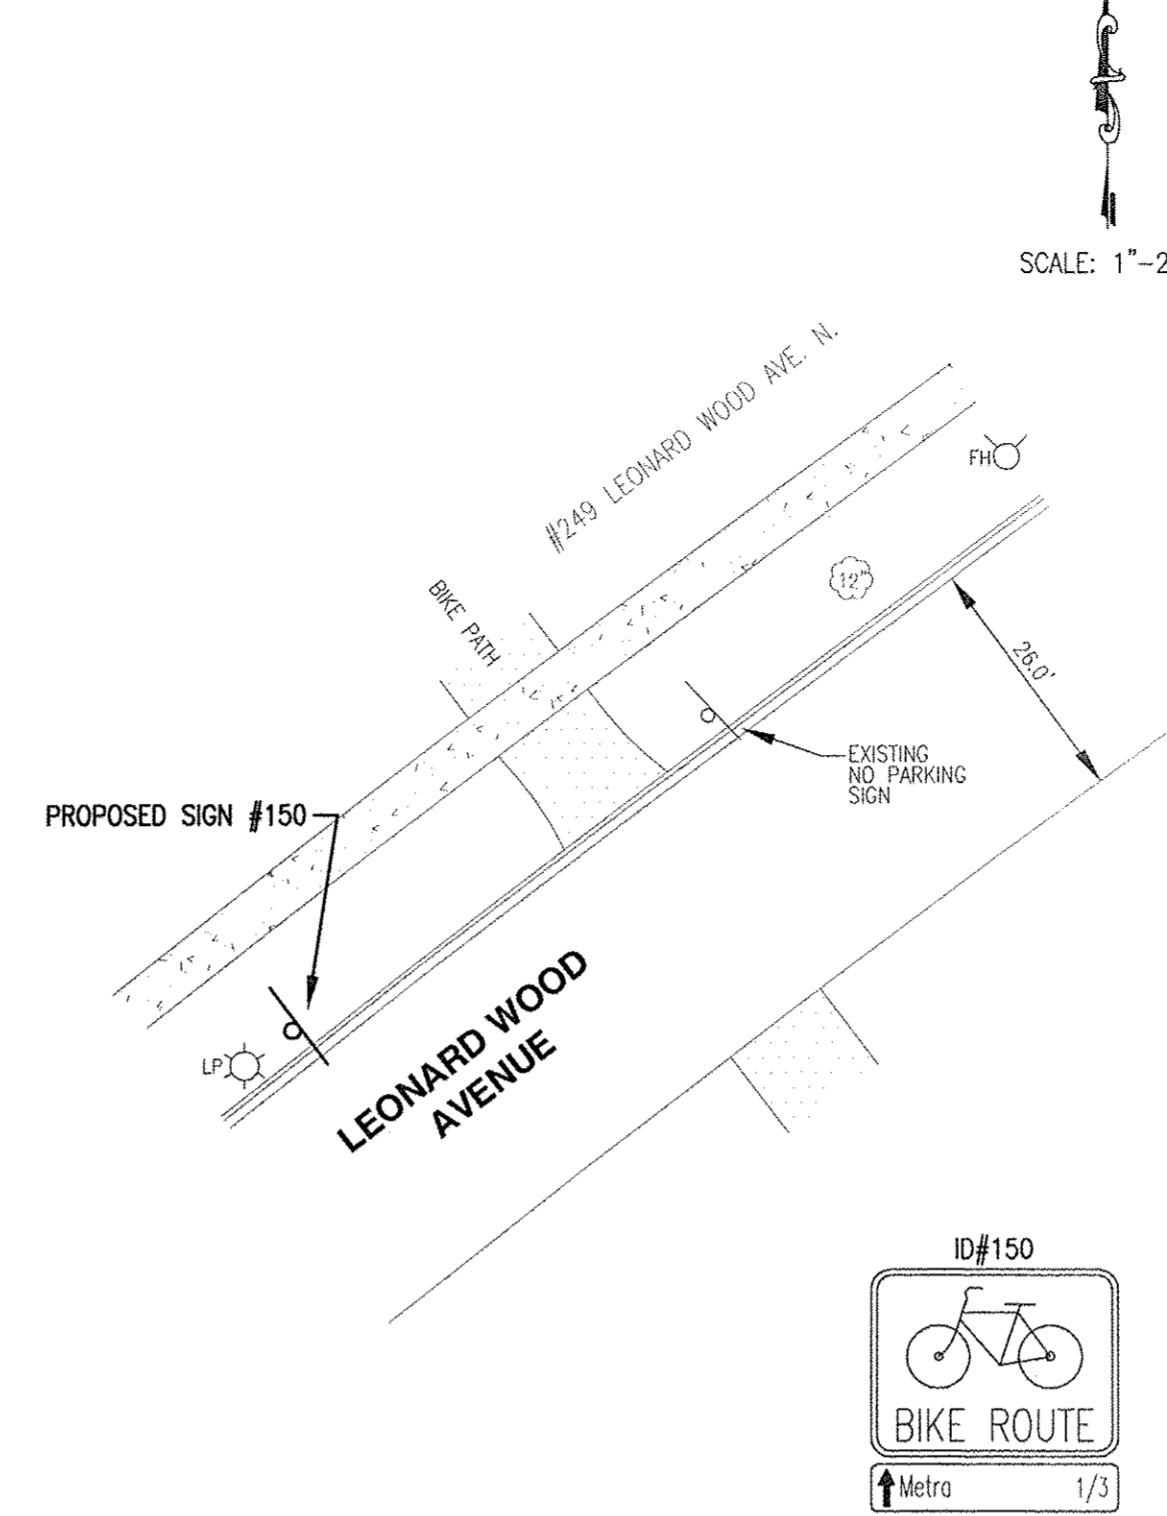 SCALE: 1"-2
#249 LEONARD WOOD AVE. N.
FH
12"
BIKE PATH
26.0'
EXISTING
NO PARKING
SIGN
PROPOSED SIGN #150
LP
LEONARD WOOD
AVENUE
ID#150
BIKE ROUTE
Metra 1/3